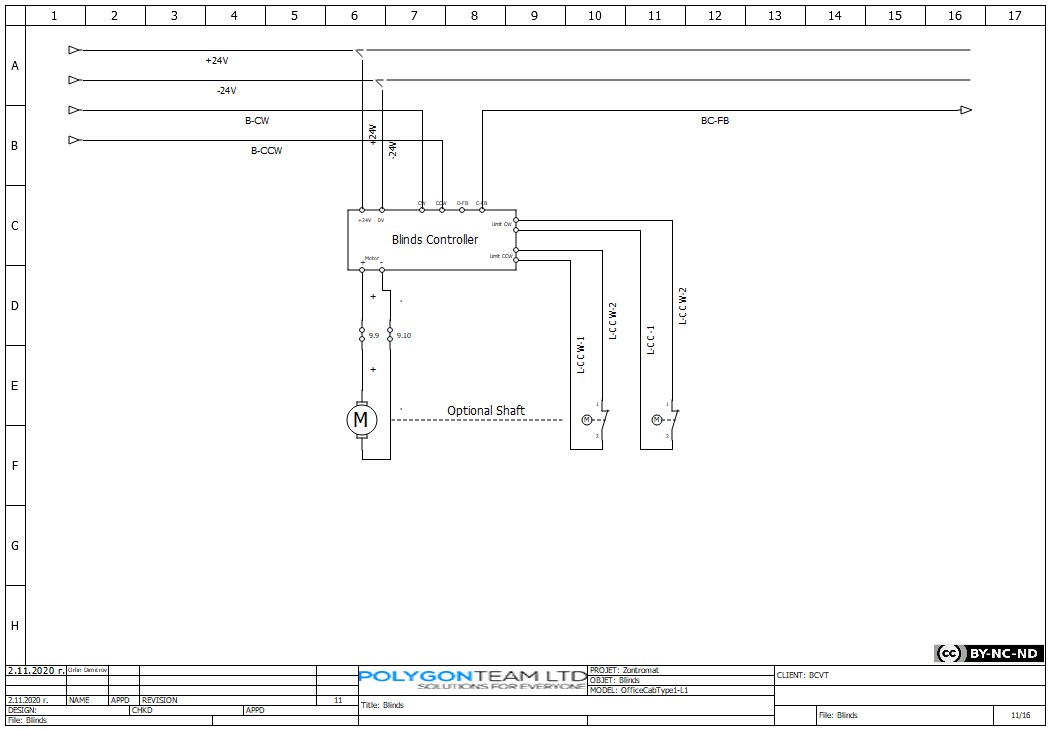 1 2 3 4 5 6 7 8 9 10 11 12 13 14 15 16 17
A
+24V
-24V
B-CW
BC-FB
B
+24V
-24V
B-CCW
CW CCW D-FB C-FB
C
+24V 0V
Limit CW
Blinds Controller
Limit CCW
Motor
+ -
D
+ -
L-CCW-2
L-CCW-2
9.9 9.10
L-CCW-1
L-CC-1
+
E
M
Optional Shaft
-
1
M
2
1
M
2
F
G
H
cc BY-NC-ND
2.11.2020 г. Orlin Dimitrov
POLYGONTEAM LTD
SOLUTIONS FOR EVERYONE
PROJET: Zontromat
OBJET: Blinds
MODEL: OfficeCabType1-L1
CLIENT: BCVT
2.11.2020 г. NAME APPD REVISION 11
Title: Blinds
DESIGN: CHKD APPD
File: Blinds
File: Blinds
11/16